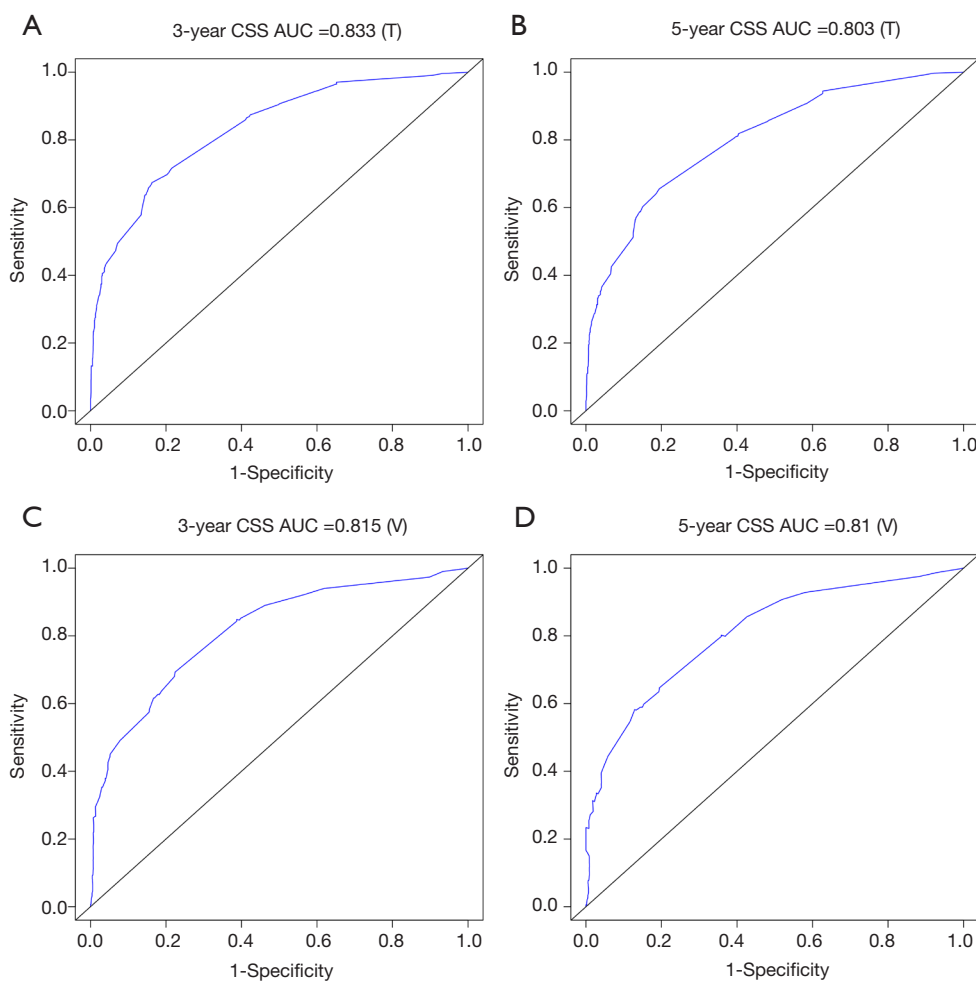 A
3-year CSS AUC =0.833 (T)
1.0
0.8
0.6
0.4
0.2
0.0
Sensitivity
0.0 0.2 0.4 0.6 0.8 1.0
1-Specificity
B
5-year CSS AUC =0.803 (T)
1.0
0.8
0.6
0.4
0.2
0.0
Sensitivity
0.0 0.2 0.4 0.6 0.8 1.0
1-Specificity
C
3-year CSS AUC =0.815 (V)
1.0
0.8
0.6
0.4
0.2
0.0
Sensitivity
0.0 0.2 0.4 0.6 0.8 1.0
1-Specificity
D
5-year CSS AUC =0.81 (V)
1.0
0.8
0.6
0.4
0.2
0.0
Sensitivity
0.0 0.2 0.4 0.6 0.8 1.0
1-Specificity